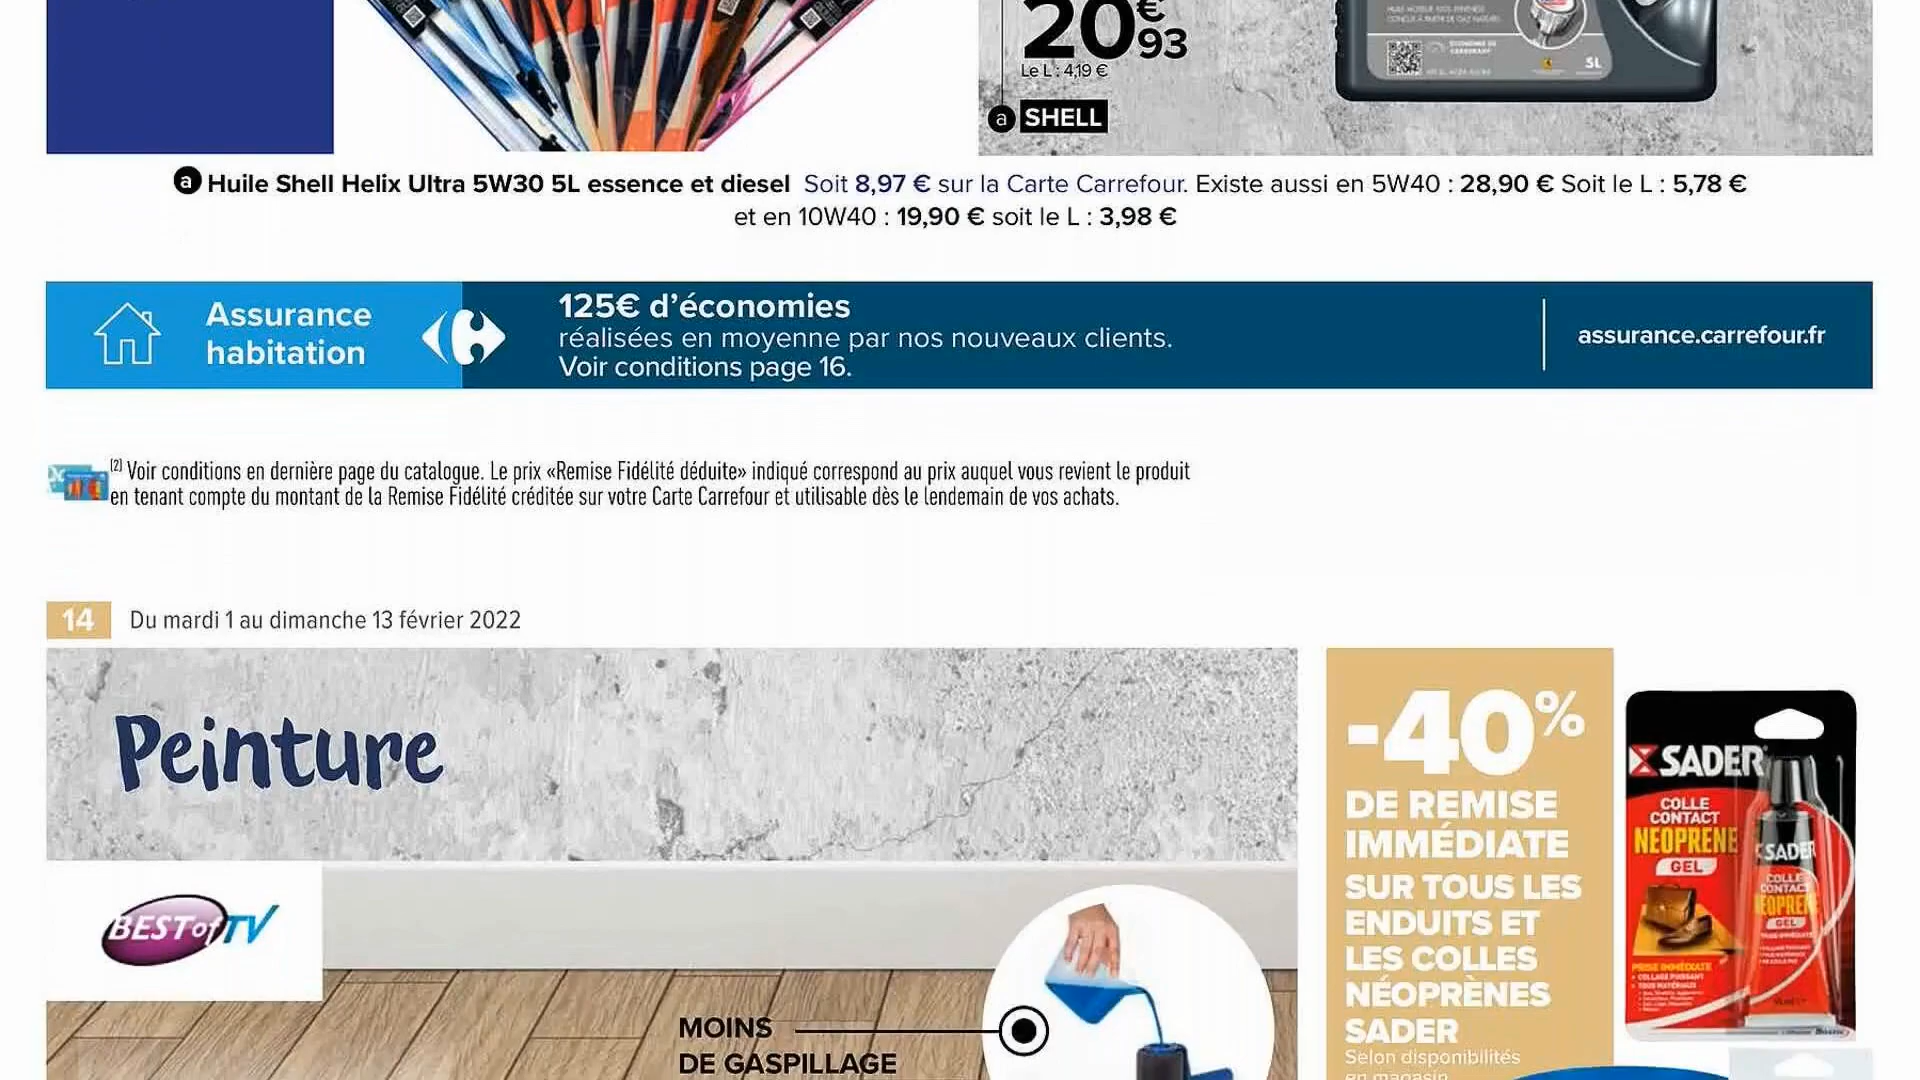 20€93
Le L : 4,19 €
5L
a SHELL
a Huile Shell Helix Ultra 5W30 5L essence et diesel Soit 8,97 € sur la Carte Carrefour. Existe aussi en 5W40 : 28,90 € Soit le L : 5,78 €
et en 10W40 : 19,90 € soit le L : 3,98 €
Assurance
habitation
125€ d’économies
réalisées en moyenne par nos nouveaux clients.
Voir conditions page 16.
assurance.carrefour.fr
(2) Voir conditions en dernière page du catalogue. Le prix «Remise Fidélité déduite» indiqué correspond au prix auquel vous revient le produit
en tenant compte du montant de la Remise Fidélité créditée sur votre Carte Carrefour et utilisable dès le lendemain de vos achats.
14 Du mardi 1 au dimanche 13 février 2022
Peinture
BEST of TV
MOINS
DE GASPILLAGE
-40%
DE REMISE
IMMÉDIATE
SUR TOUS LES
ENDUITS ET
LES COLLES
NÉOPRÈNES
SADER
Selon disponibilités
en magasin
SADER
COLLE
CONTACT
NEOPRENE
GEL
SADER
COLLE
CONTACT
GEL
PRISE IMMÉDIATE